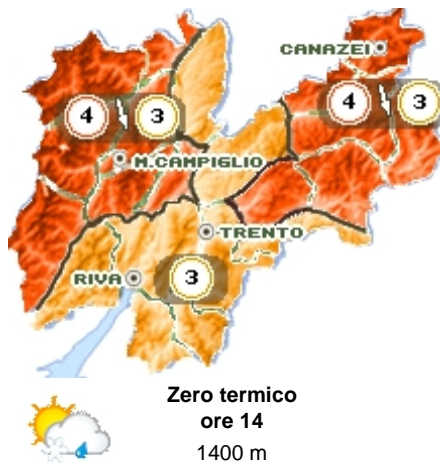 CANAZEI
4 3
4 3
M.CAMPIGLIO
TRENTO
RIVA
3
Zero termico
ore 14
1400 m